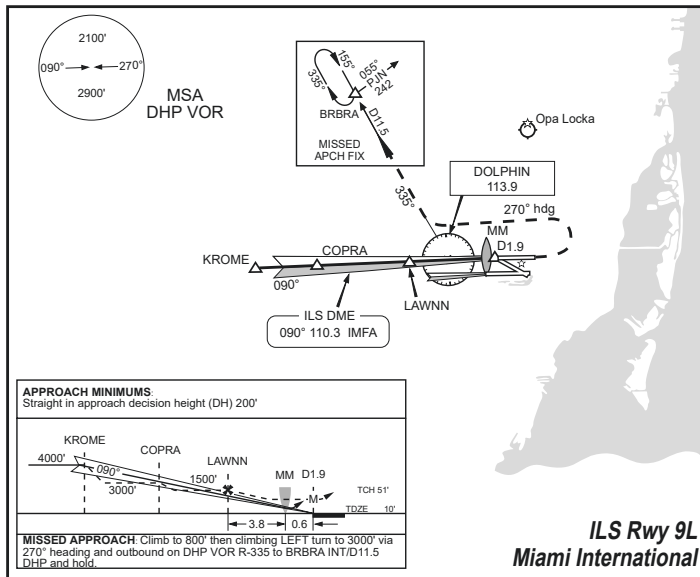 2100'
090° 270°
2900'
MSA
DHP VOR
155°
335°
055°
PJN
242
BRBRA
D11.5
MISSED
APCH FIX
335°
Opa Locka
DOLPHIN
113.9
270° hdg
MM
D1.9
KROME
COPRA
090°
LAWNN
ILS DME
090° 110.3 IMFA
APPROACH MINIMUMS:
Straight in approach decision height (DH) 200'
KROME
COPRA
LAWNN
MM D1.9
4000'
090°
3000'
1500'
M
TCH 51'
TDZE 10'
3.8 0.6
MISSED APPROACH: Climb to 800' then climbing LEFT turn to 3000' via
270° heading and outbound on DHP VOR R-335 to BRBRA INT/D11.5
DHP and hold.
ILS Rwy 9L
Miami International